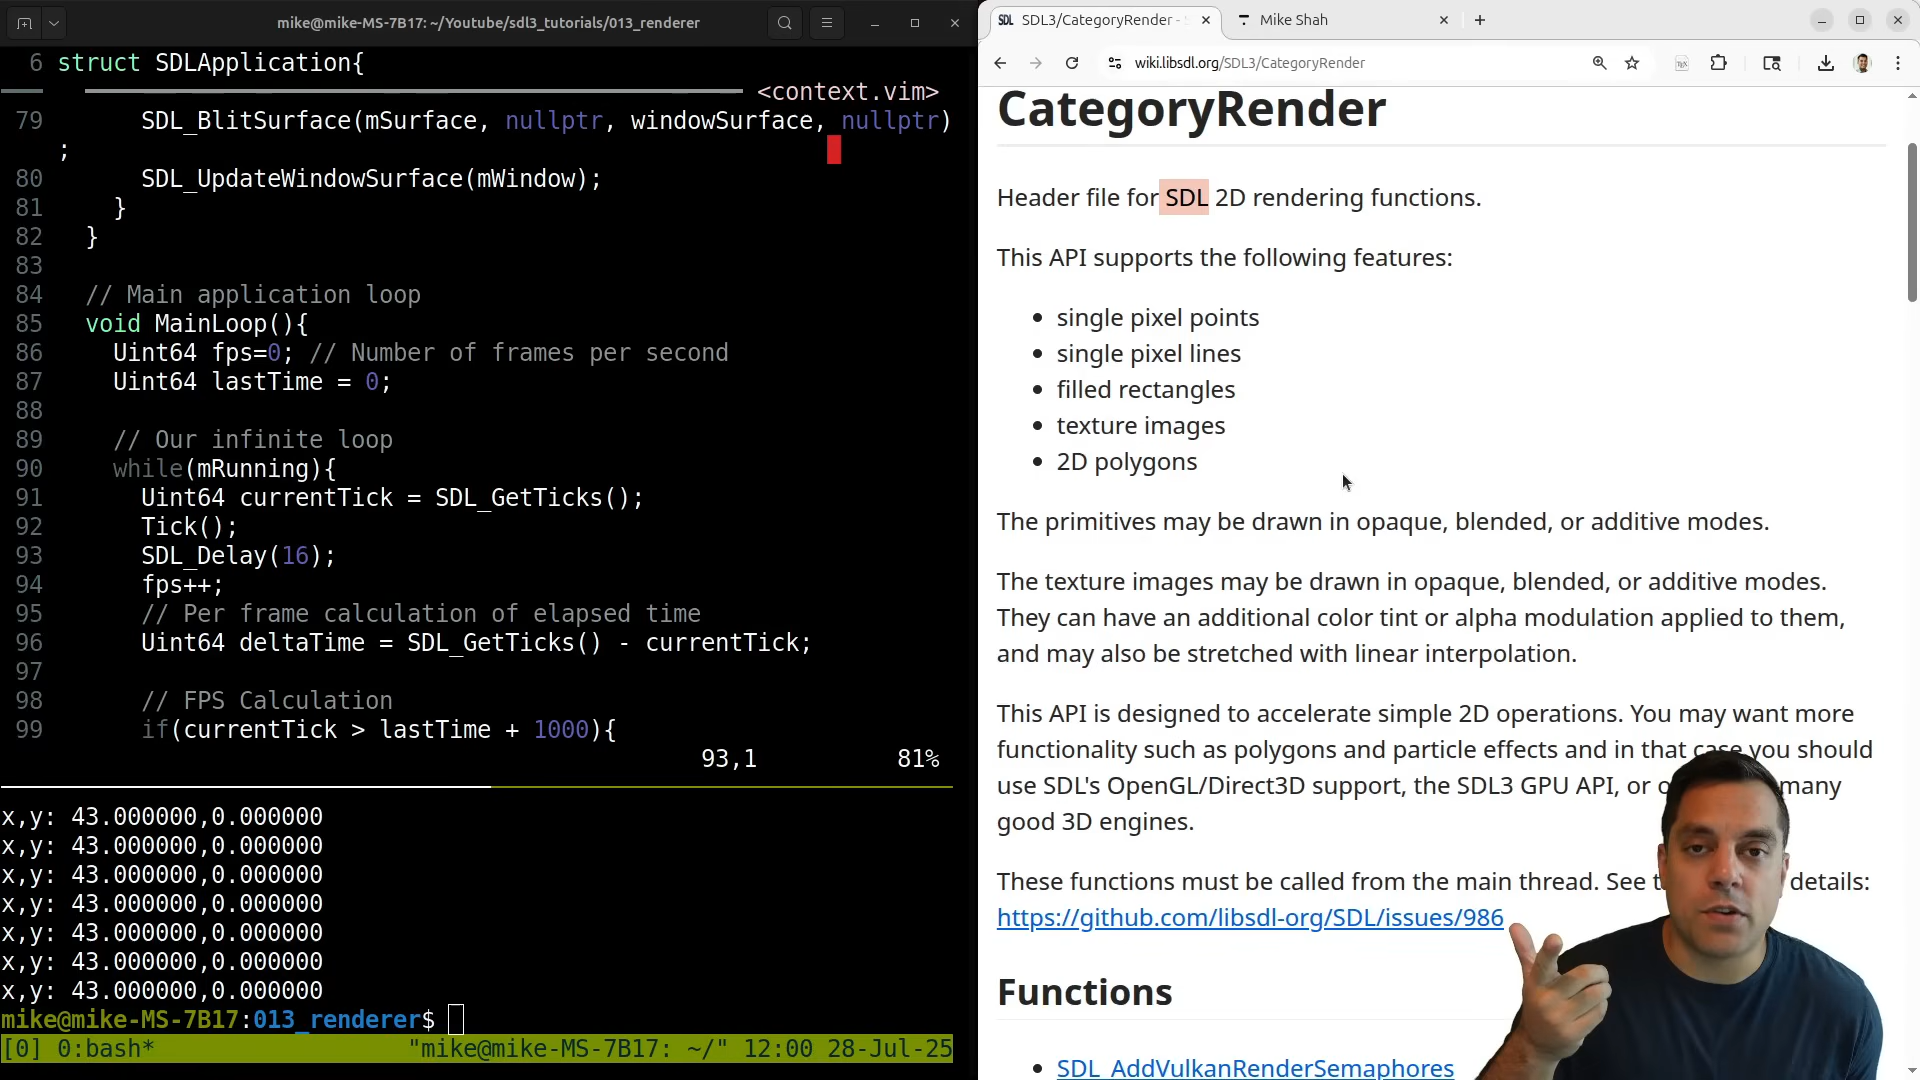 mike@mike-MS-7B17: ~/Youtube/sdl3_tutorials/013_renderer
6 struct SDLApplication{
<context.vim>
79 SDL_BlitSurface(mSurface, nullptr, windowSurface, nullptr)
;
80 SDL_UpdateWindowSurface(mWindow);
81 }
82 }
83
84 // Main application loop
85 void MainLoop(){
86 Uint64 fps=0; // Number of frames per second
87 Uint64 lastTime = 0;
88
89 // Our infinite loop
90 while(mRunning){
91 Uint64 currentTick = SDL_GetTicks();
92 Tick();
93 SDL_Delay(16);
94 fps++;
95 // Per frame calculation of elapsed time
96 Uint64 deltaTime = SDL_GetTicks() - currentTick;
97
98 // FPS Calculation
99 if(currentTick > lastTime + 1000){
93,1 81%
x,y: 43.000000,0.000000
x,y: 43.000000,0.000000
x,y: 43.000000,0.000000
x,y: 43.000000,0.000000
x,y: 43.000000,0.000000
x,y: 43.000000,0.000000
x,y: 43.000000,0.000000
mike@mike-MS-7B17:013_renderer$
[0] 0:bash* "mike@mike-MS-7B17: ~/" 12:00 28-Jul-25
SDL SDL3/CategoryRender - Mike Shah
wiki.libsdl.org/SDL3/CategoryRender
CategoryRender
Header file for SDL 2D rendering functions.
This API supports the following features:
• single pixel points
• single pixel lines
• filled rectangles
• texture images
• 2D polygons
The primitives may be drawn in opaque, blended, or additive modes.
The texture images may be drawn in opaque, blended, or additive modes.
They can have an additional color tint or alpha modulation applied to them,
and may also be stretched with linear interpolation.
This API is designed to accelerate simple 2D operations. You may want more
functionality such as polygons and particle effects and in that case you should
use SDL's OpenGL/Direct3D support, the SDL3 GPU API, or many
good 3D engines.
These functions must be called from the main thread. See details:
https://github.com/libsdl-org/SDL/issues/986
Functions
• SDL_AddVulkanRenderSemaphores